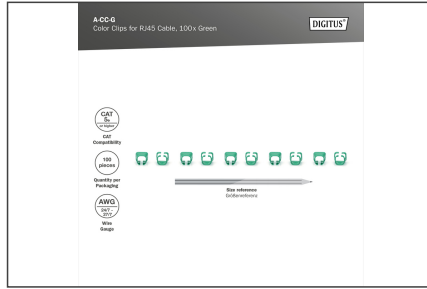 A-CC-G
Color Clips for RJ45 Cable, 100x Green
DIGITUS®
CAT
5e
or higher
CAT
Compatibility
100
pieces
Quantity per
Packaging
AWG
24/7 -
27/7
Wire
Gauge
Size reference
Größenreferenz